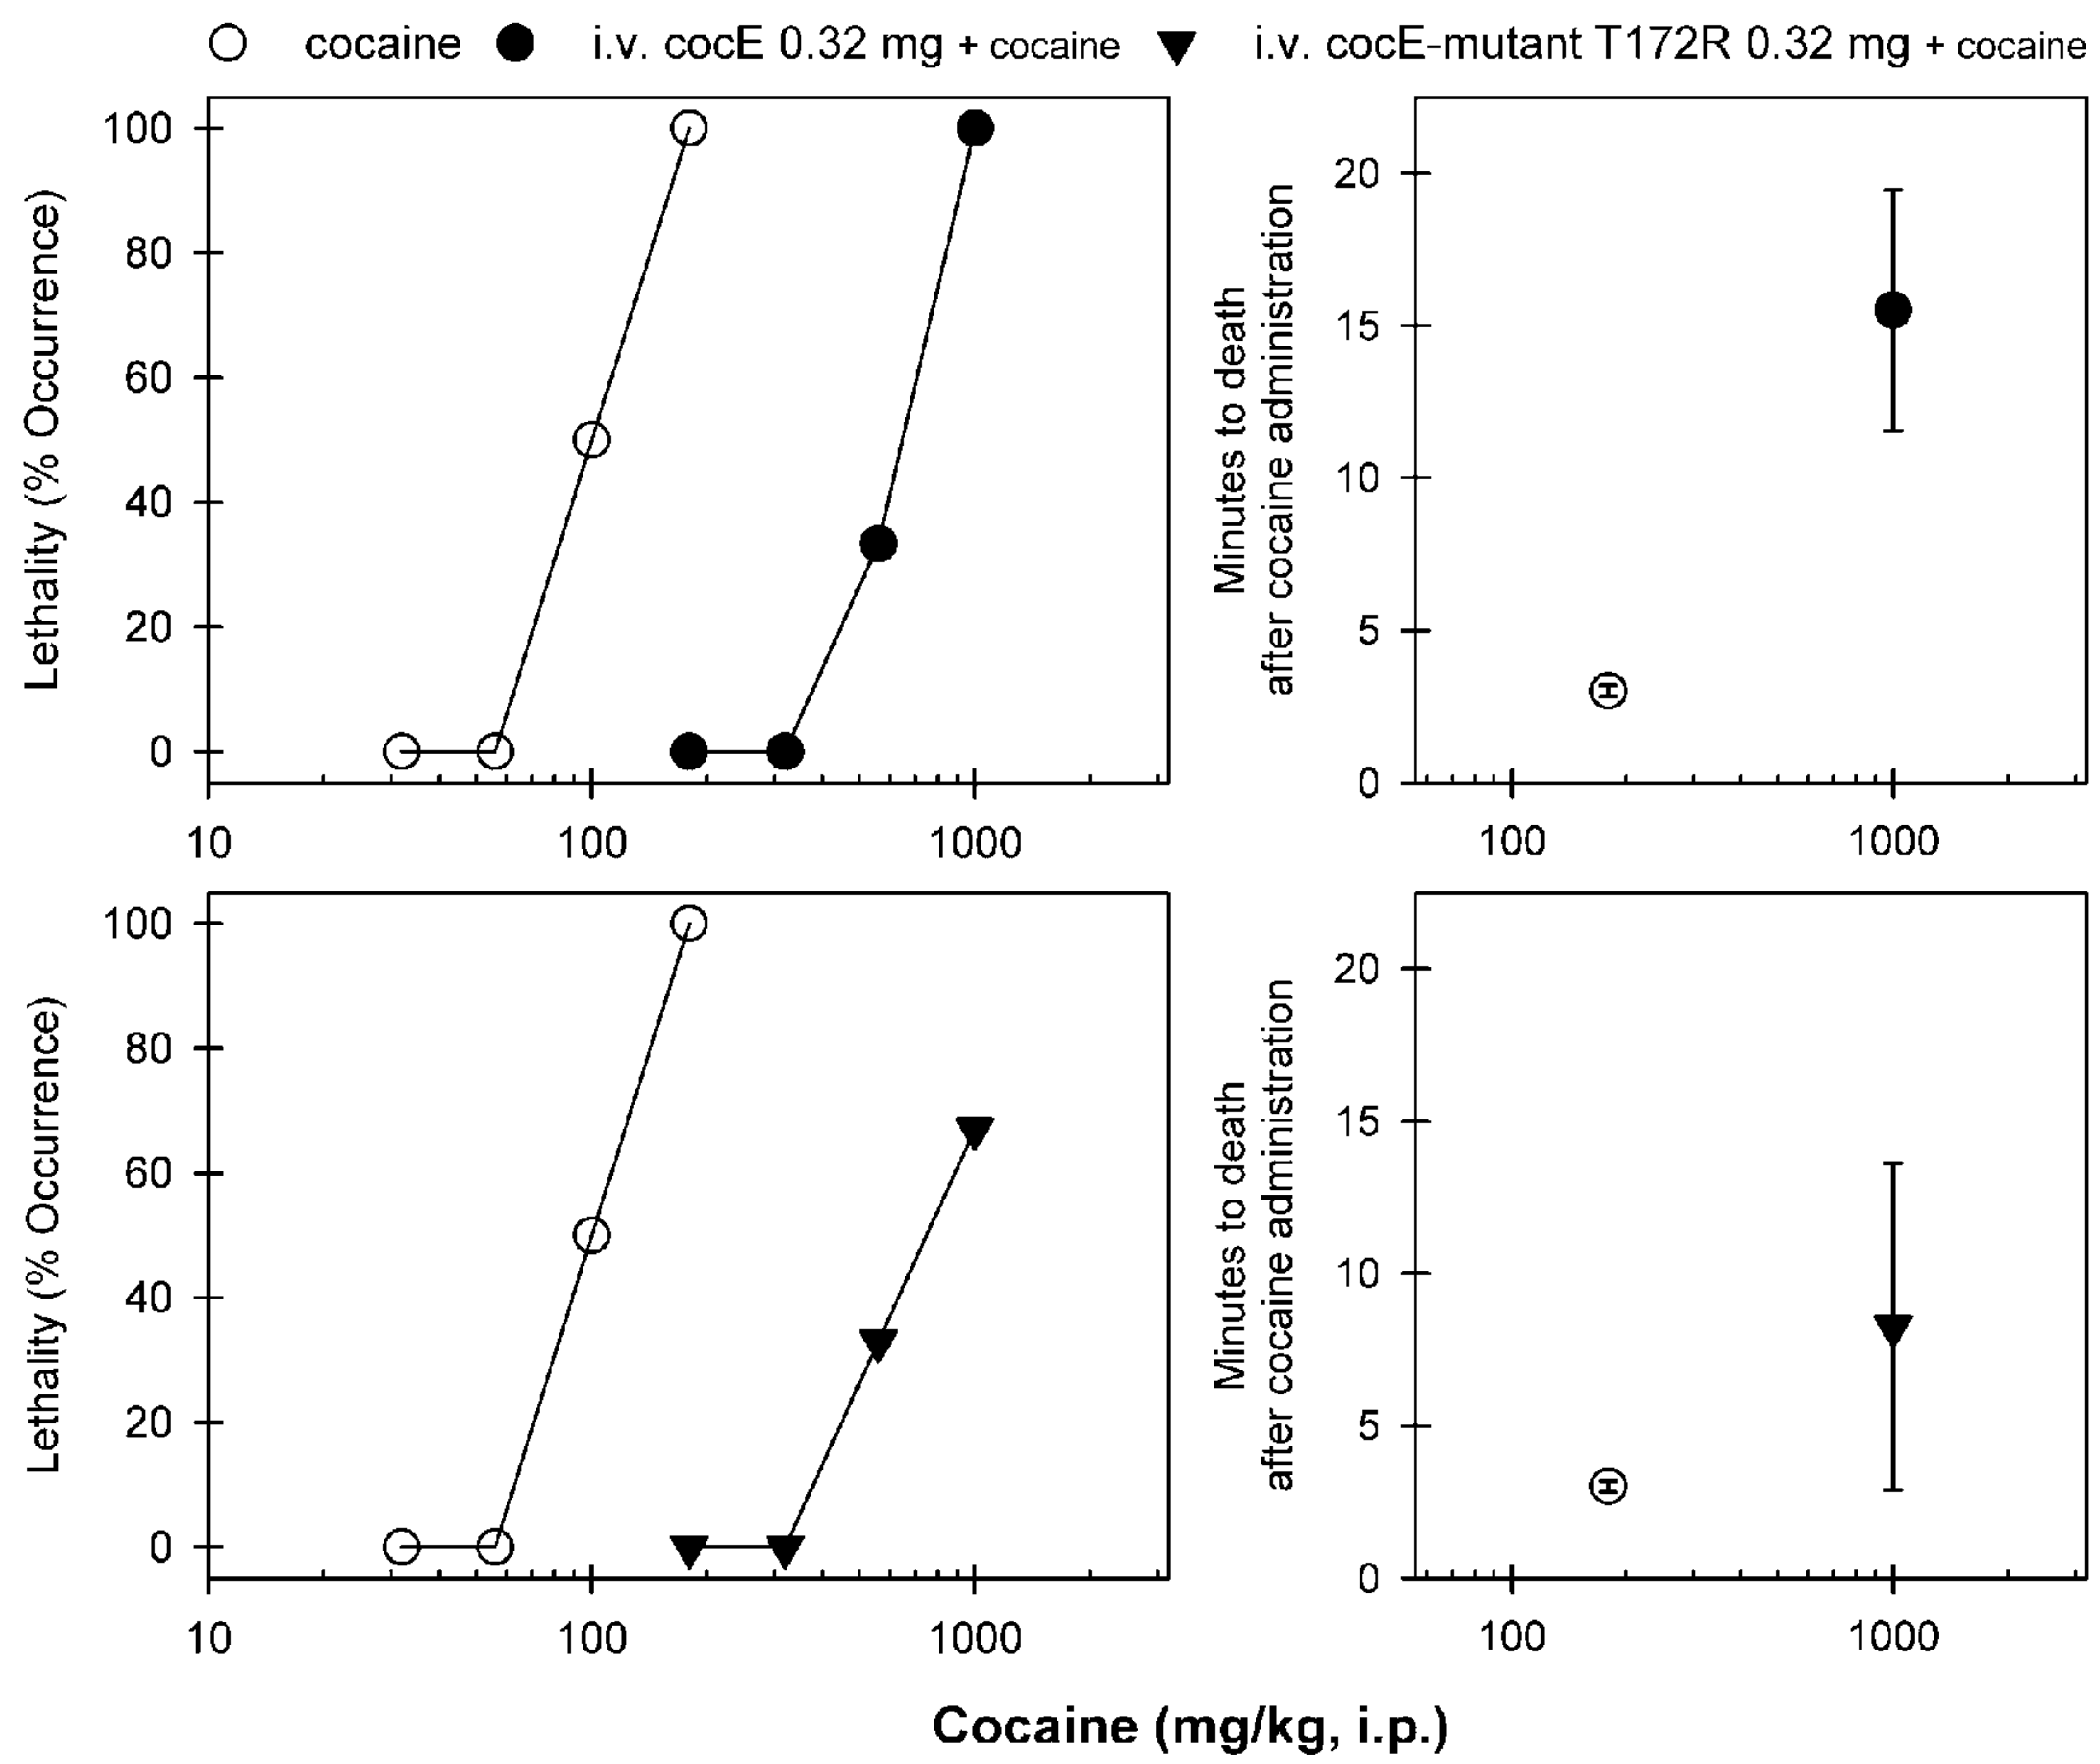 cocaine i.v. cocE 0.32 mg + cocaine i.v. cocE-mutant T172R 0.32 mg + cocaine
Lethality (% Occurrence)
100
80
60
40
20
0
10 100 1000
Minutes to death
after cocaine administration
20
15
10
5
0
100 1000
Lethality (% Occurrence)
100
80
60
40
20
0
10 100 1000
Minutes to death
after cocaine administration
20
15
10
5
0
100 1000
Cocaine (mg/kg, i.p.)